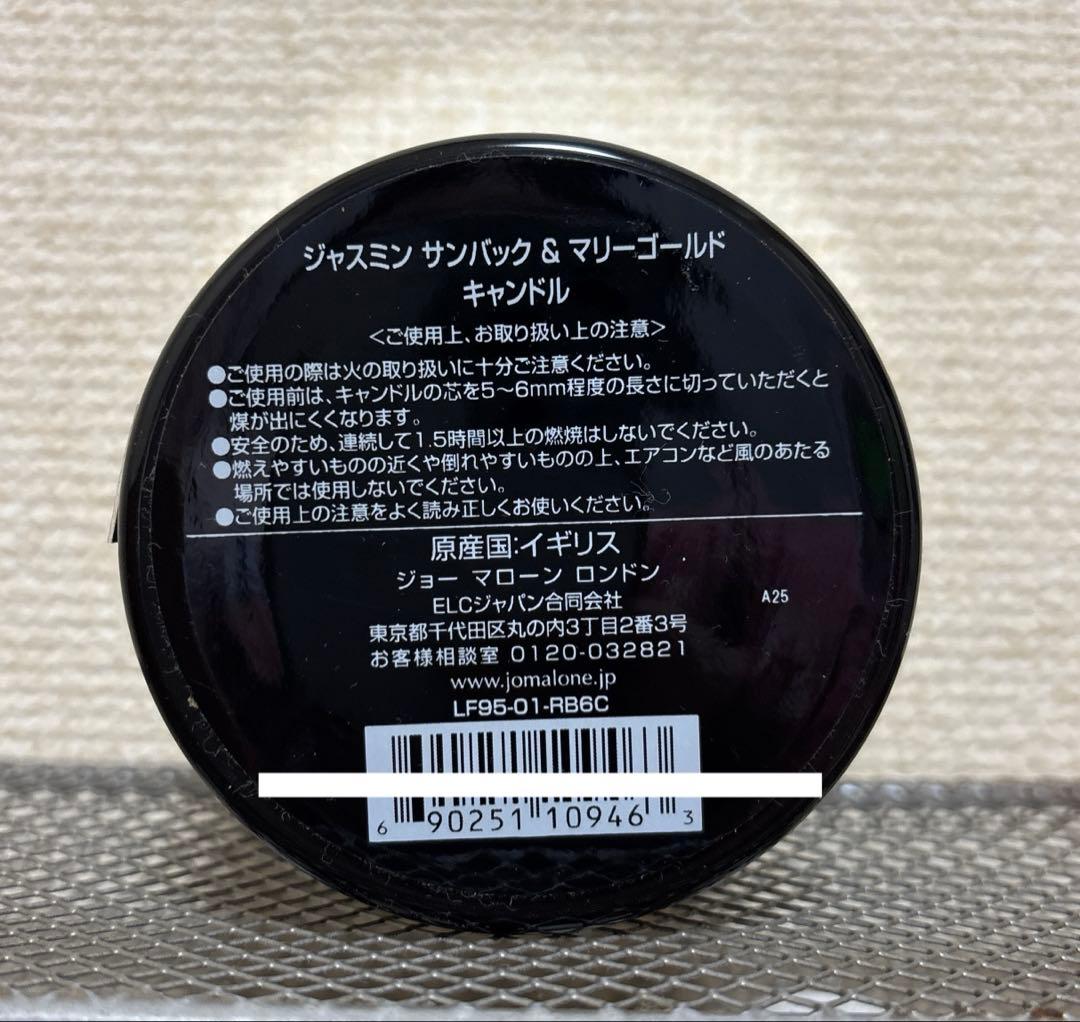 ジャスミン サンバック & マリーゴールド
キャンドル
<ご使用上、お取り扱い上の注意>
●ご使用の際は火の取り扱いに十分ご注意ください。
●ご使用前は、キャンドルの芯を5〜6mm程度の長さに切っていただくと
煤が出にくくなります。
●安全のため、連続して1.5時間以上の燃焼はしないでください。
●燃えやすいものの近くや倒れやすいものの上、エアコンなど風のあたる
場所では使用しないでください。
●ご使用上の注意をよく読み正しくお使いください。
原産国:イギリス
ジョー マローン ロンドン
ELCジャパン合同会社
A25
東京都千代田区丸の内3丁目2番3号
お客様相談室 0120-032821
www.jomalone.jp
LF95-01-RB6C
6 90251 10946 3